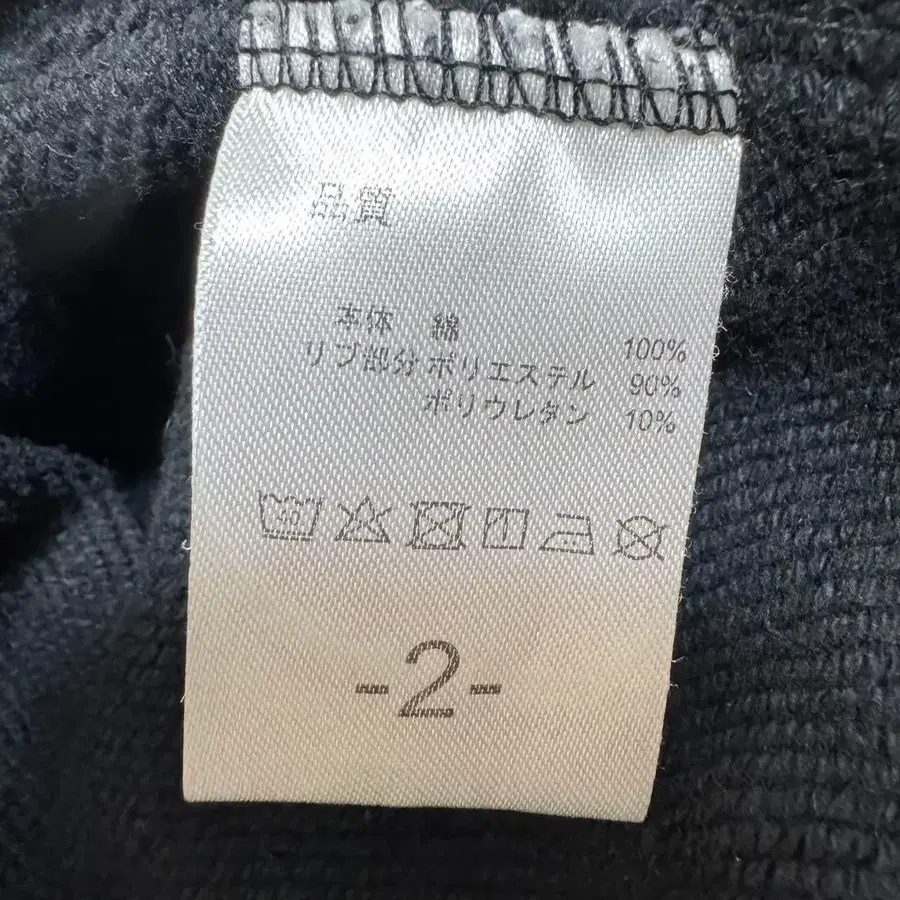 品質
本体 綿 100%
リブ部分 ポリエステル 90%
ポリウレタン 10%
40
-2-